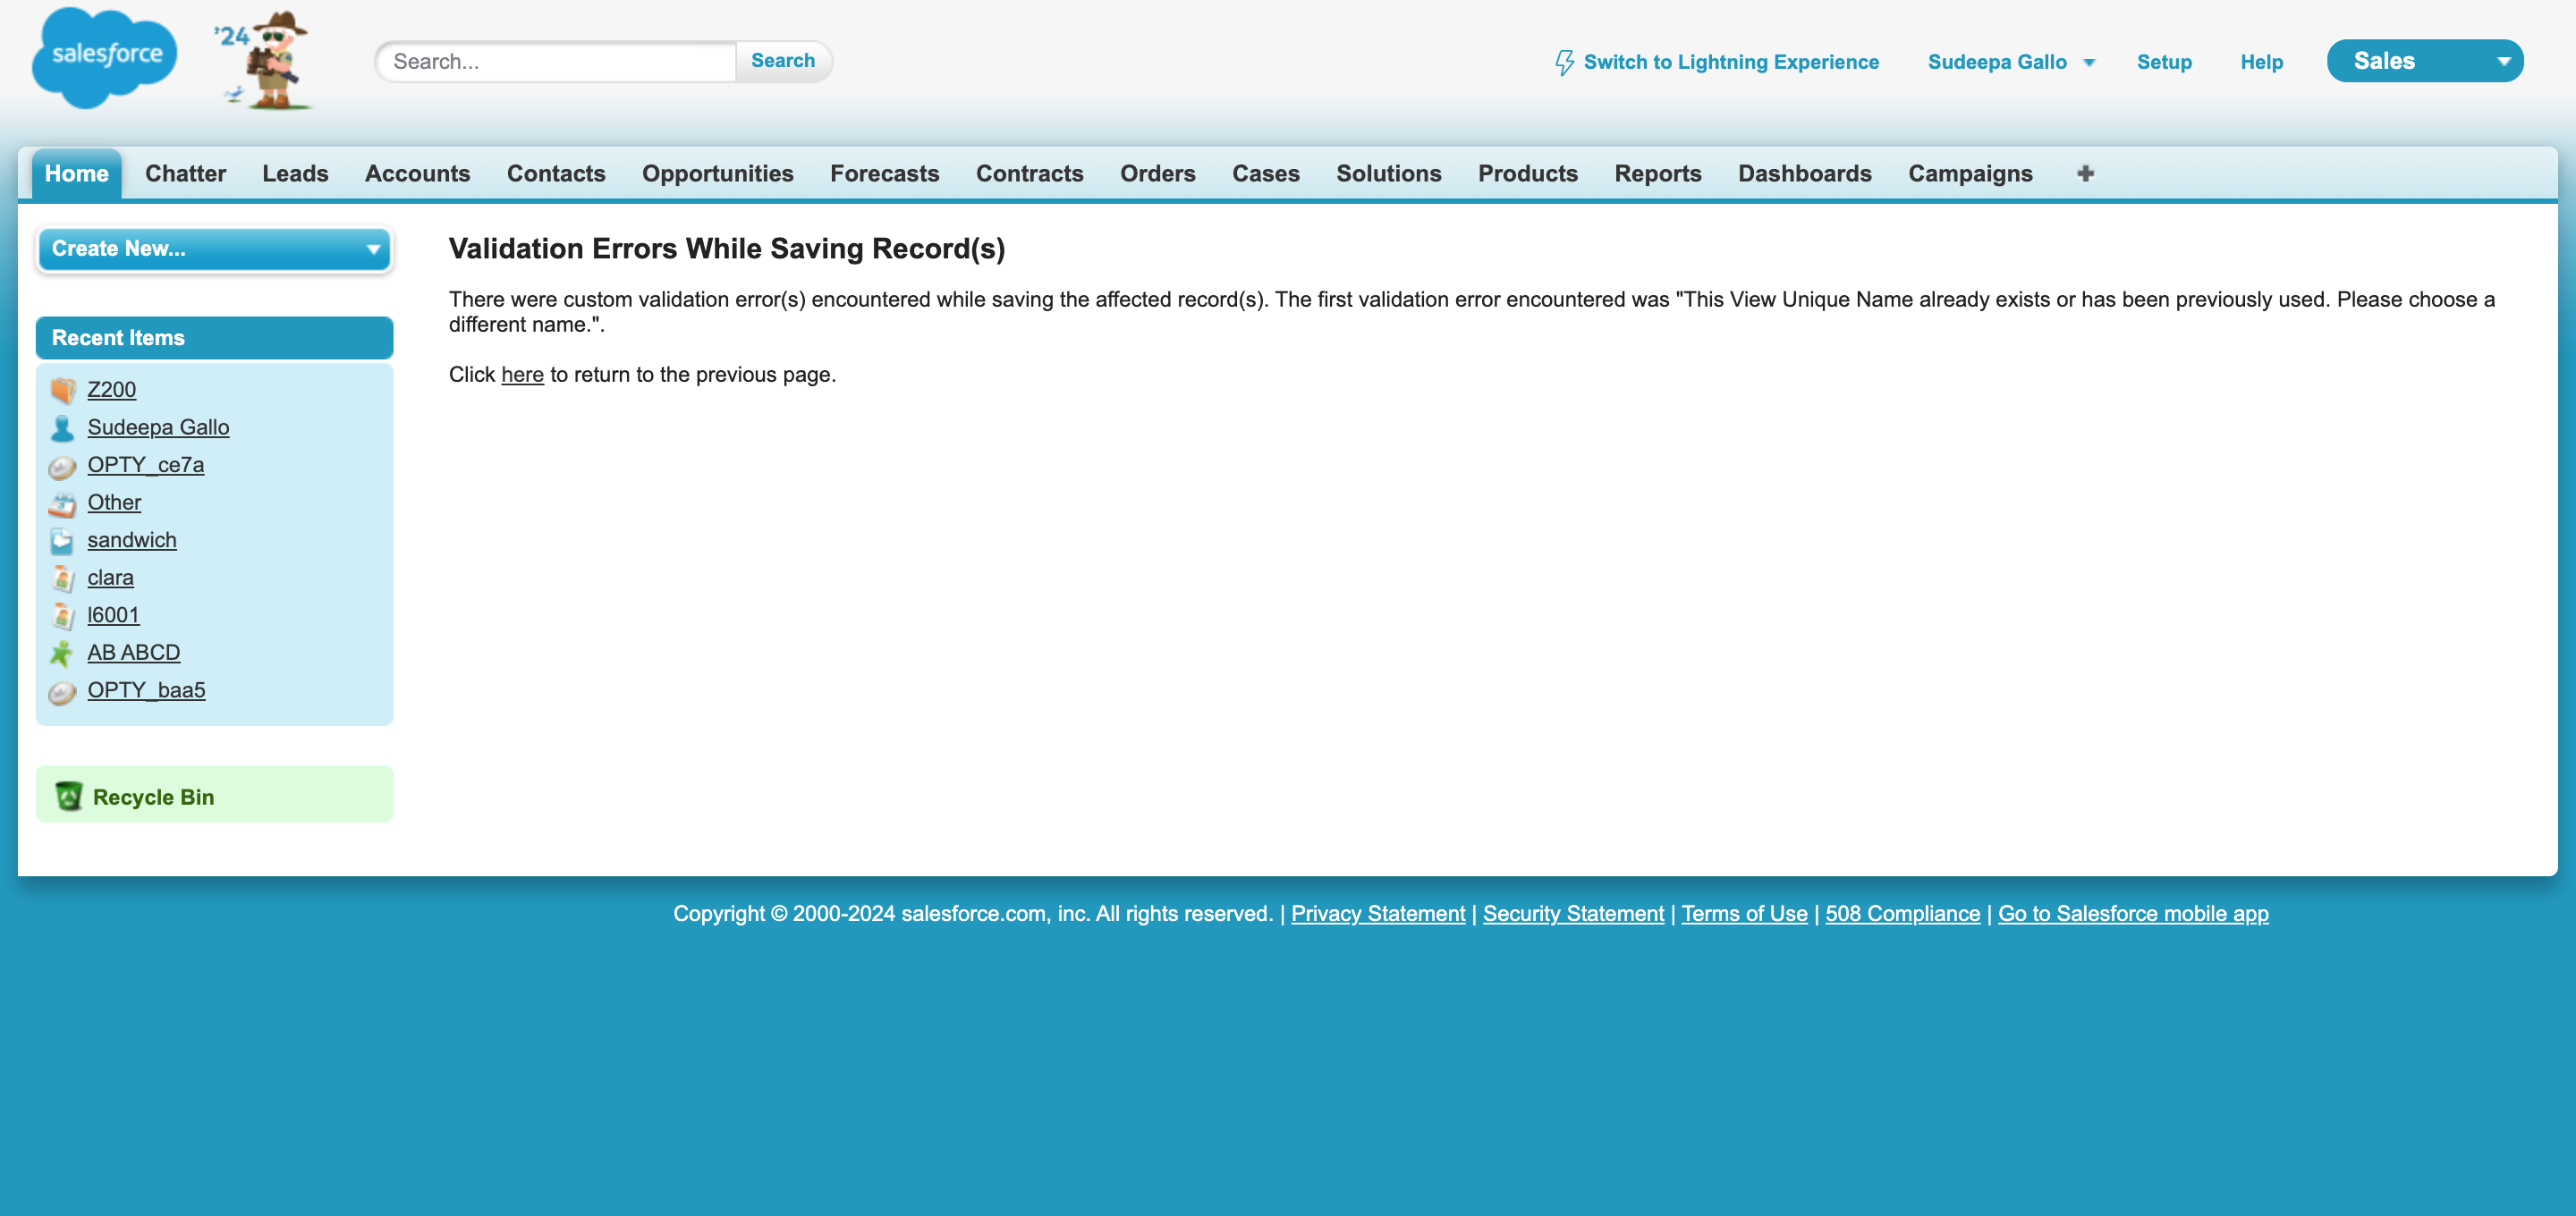 salesforce
'24
Search...
Search
Switch to Lightning Experience
Sudeepa Gallo
Setup
Help
Sales
Home
Chatter
Leads
Accounts
Contacts
Opportunities
Forecasts
Contracts
Orders
Cases
Solutions
Products
Reports
Dashboards
Campaigns
Create New...
Recent Items
Z200
Sudeepa Gallo
OPTY_ce7a
Other
sandwich
clara
l6001
AB ABCD
OPTY_baa5
Recycle Bin
Validation Errors While Saving Record(s)
There were custom validation error(s) encountered while saving the affected record(s). The first validation error encountered was "This View Unique Name already exists or has been previously used. Please choose a
different name.".
Click here to return to the previous page.
Copyright © 2000-2024 salesforce.com, inc. All rights reserved. | Privacy Statement | Security Statement | Terms of Use | 508 Compliance | Go to Salesforce mobile app